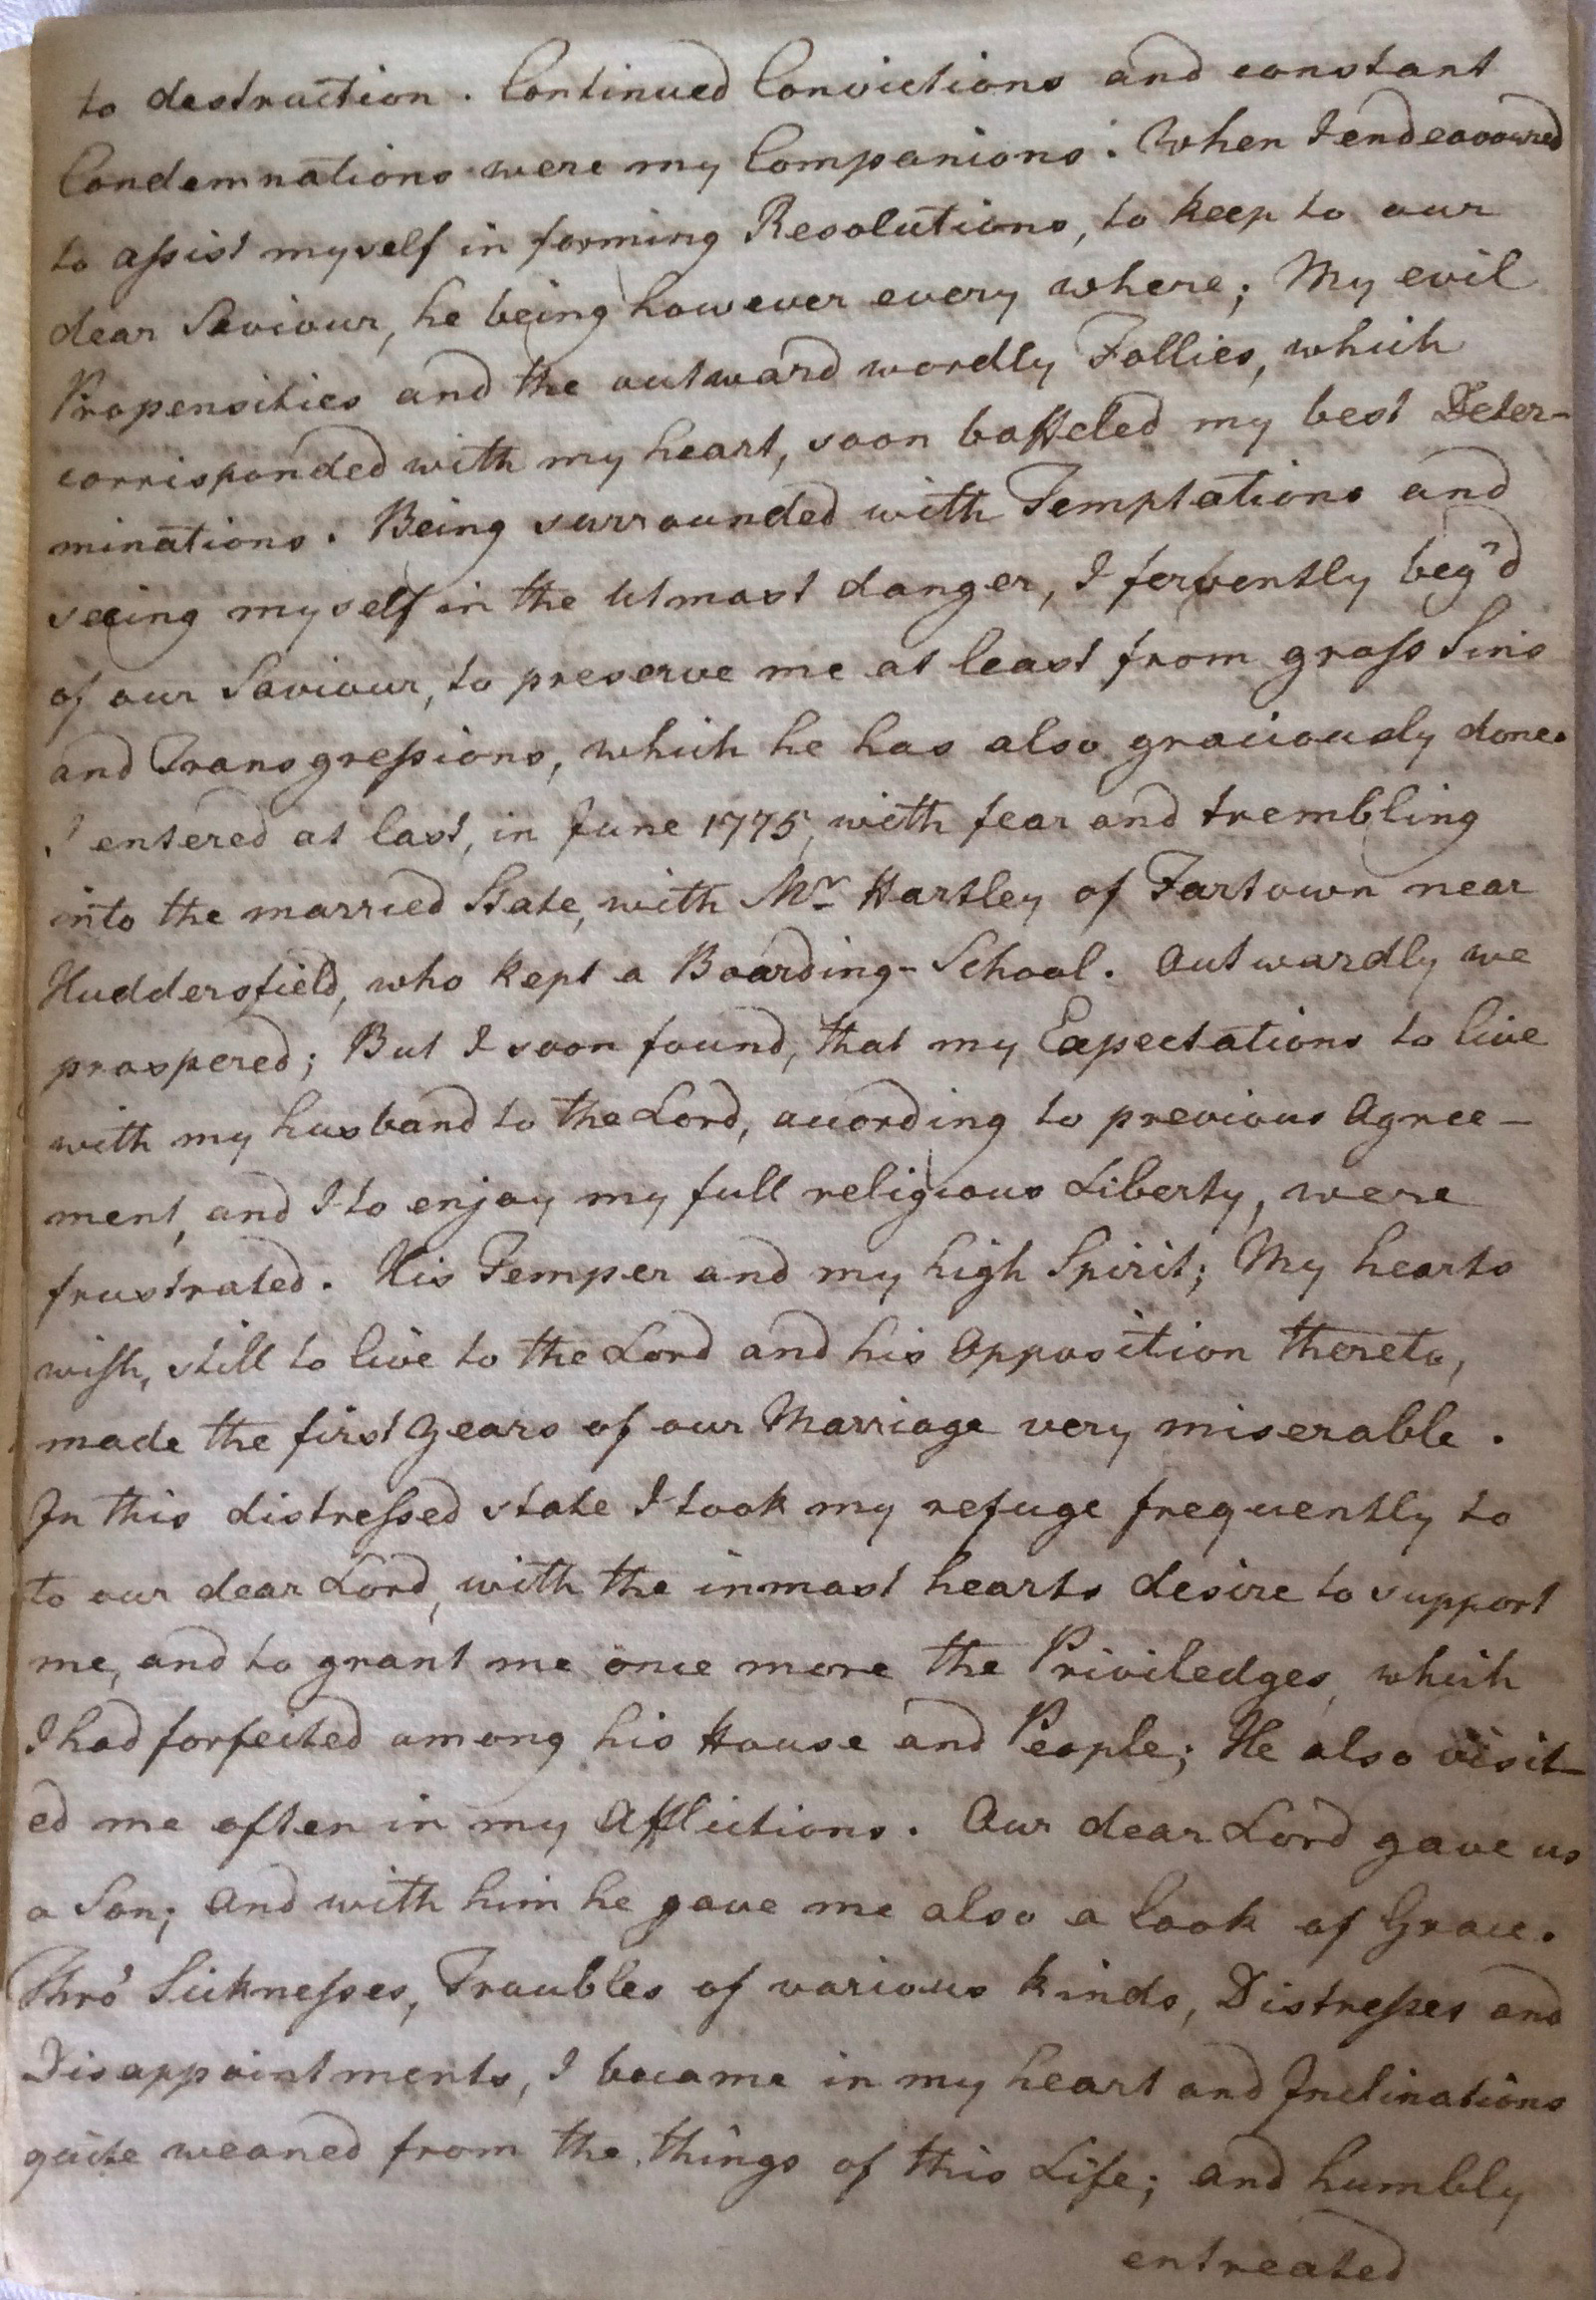 to destruction. Continued Convictions and constant
Condemnations were my Companions. When I endeavoured
to assist myself in forming Resolutions, to keep to our
dear Saviour, he being however every where; My evil
Propensities and the outward wordly Follies, which
corrisponded with my heart, soon baffeled my best Deter-
minations. Being surrounded with Temptations and
seeing myself in the Utmost danger, I fervently beg'd
of our Saviour, to preserve me at least from gross Sins
and Transgressions, which he has also graciously done.
I entered at last, in June 1775, with fear and trembling
into the married State, with Mr Hartley of Fartown near
Huddersfield, who kept a Boarding-School. Outwardly we
prospered; But I soon found, that my Expectations to live
with my husband to the Lord, according to previous Agree-
ment, and I to enjoy my full religious Liberty, were
frustrated. His Temper and my high Spirit; My hearts
wish, still to live to the Lord and his Opposition thereto,
made the first Years of our Marriage very miserable.
In this distressed state I took my refuge frequently to
to our dear Lord, with the inmost hearts desire to support
me, and to grant me once more the Priviledges, which
I had forfeited among his House and People; He also visit-
ed me often in my Afflictions. Our dear Lord gave us
a Son; And with him he gave me also a look of Grace.
Thro' Sicknesses, Troubles of various kinds, Distresses and
Disappointments, I became in my heart and Inclinations
quite weaned from the things of this Life; and humbly
entreated